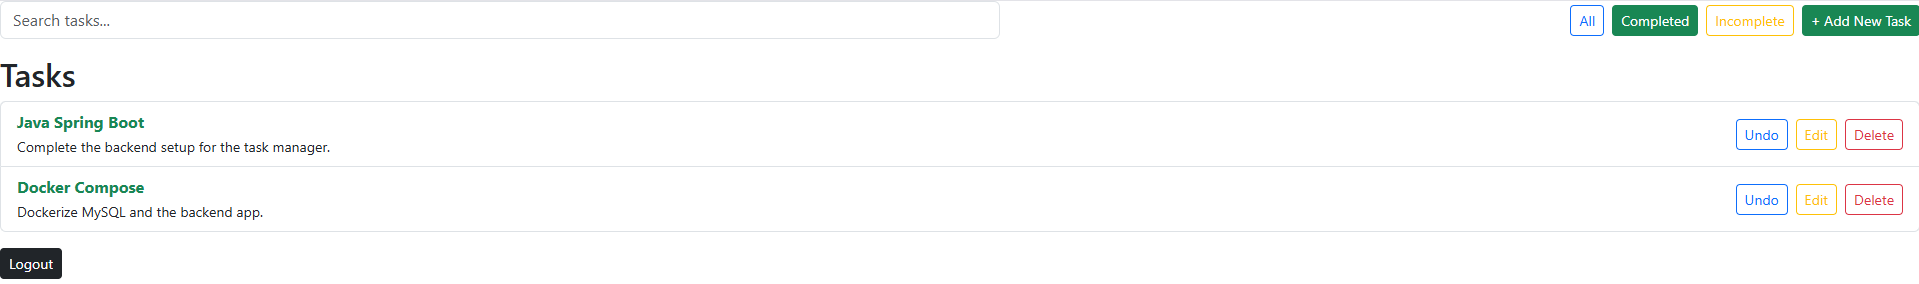 Search tasks... All Completed Incomplete + Add New Task
Tasks
Java Spring Boot
Complete the backend setup for the task manager.
Undo Edit Delete
Docker Compose
Dockerize MySQL and the backend app.
Undo Edit Delete
Logout